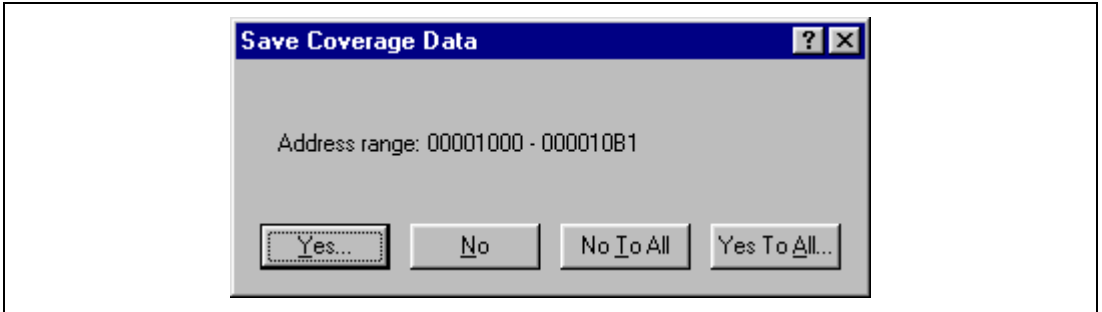 Save Coverage Data
Address range: 00001000 - 000010B1
Yes... No No To All Yes To All...